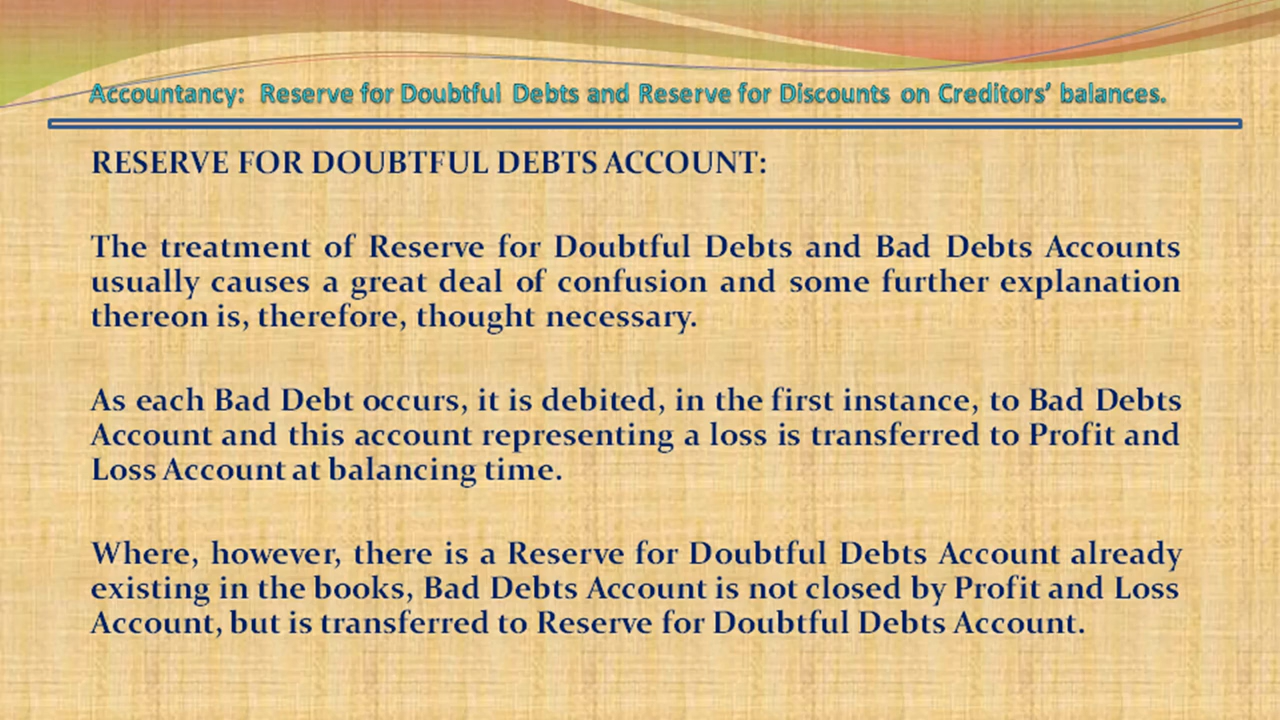 Accountancy: Reserve for Doubtful Debts and Reserve for Discounts on Creditors’ balances.
RESERVE FOR DOUBTFUL DEBTS ACCOUNT:
The treatment of Reserve for Doubtful Debts and Bad Debts Accounts
usually causes a great deal of confusion and some further explanation
thereon is, therefore, thought necessary.
As each Bad Debt occurs, it is debited, in the first instance, to Bad Debts
Account and this account representing a loss is transferred to Profit and
Loss Account at balancing time.
Where, however, there is a Reserve for Doubtful Debts Account already
existing in the books, Bad Debts Account is not closed by Profit and Loss
Account, but is transferred to Reserve for Doubtful Debts Account.